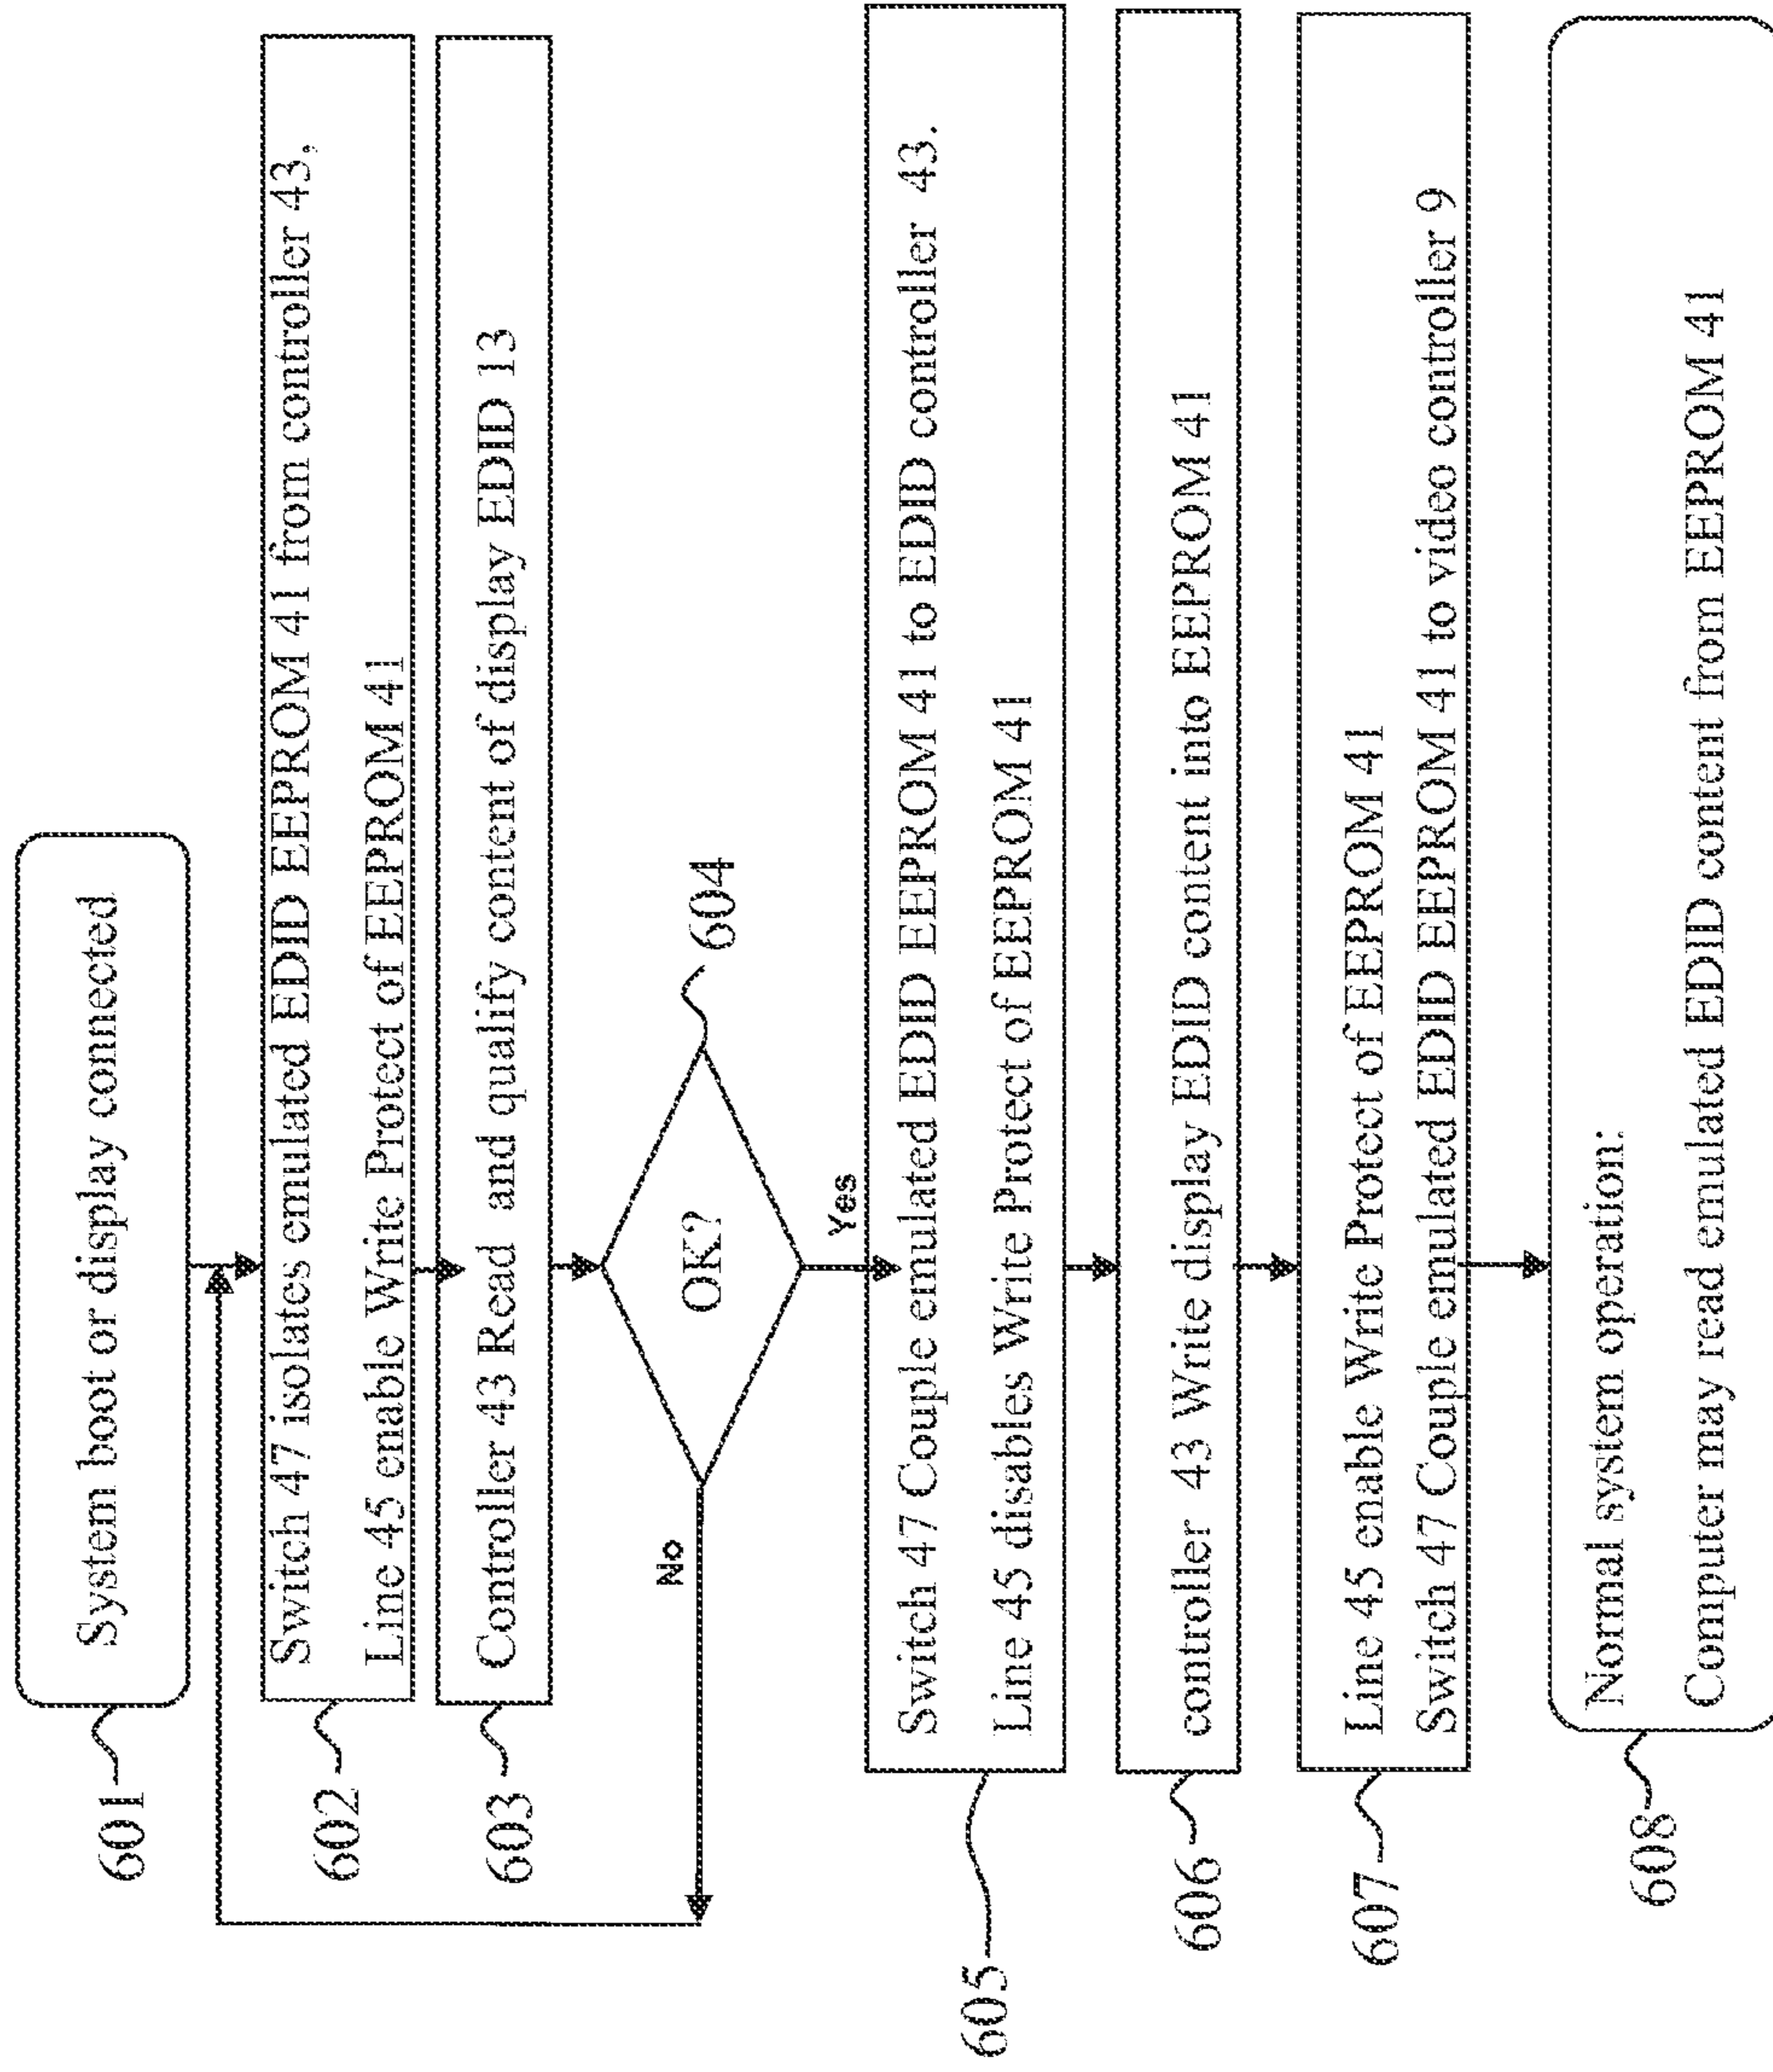 601
System boot or display connected
602
Switch 47 isolates emulated EDID EEPROM 41 from controller 43,
Line 45 enable Write Protect of EEPROM 41
603
Controller 43 Read and qualify content of display EDID 13
OK?
604
No
Yes
605
Switch 47 Couple emulated EDID EEPROM 41 to EDID controller 43.
Line 45 disables Write Protect of EEPROM 41
606
controller 43 Write display EDID content into EEPROM 41
607
Line 45 enable Write Protect of EEPROM 41
Switch 47 Couple emulated EDID EEPROM 41 to video controller 9
608
Normal system operation:
Computer may read emulated EDID content from EEPROM 41